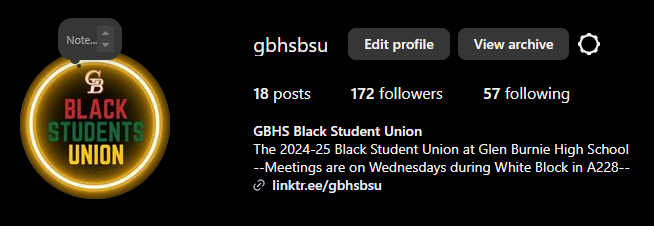 Note...
gbhsbsu Edit profile View archive
18 posts 172 followers 57 following
GB
BLACK
STUDENTS
UNION
GBHS Black Student Union
The 2024-25 Black Student Union at Glen Burnie High School
--Meetings are on Wednesdays during White Block in A228--
linktr.ee/gbhsbsu